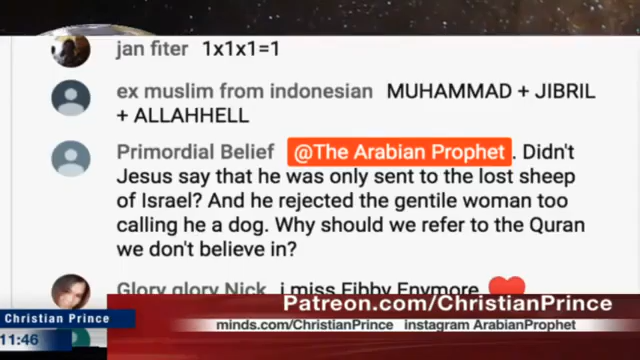 jan fiter 1x1x1=1
ex muslim from indonesian MUHAMMAD + JIBRIL
+ ALLAHHELL
Primordial Belief @The Arabian Prophet. Didn't
Jesus say that he was only sent to the lost sheep
of Israel? And he rejected the gentile woman too
calling he a dog. Why should we refer to the Quran
we don't believe in?
Glory glory Nick i miss Fibby Enymore
Patreon.com/ChristianPrince
Christian Prince
minds.com/ChristianPrince instagram ArabianProphet
11:46